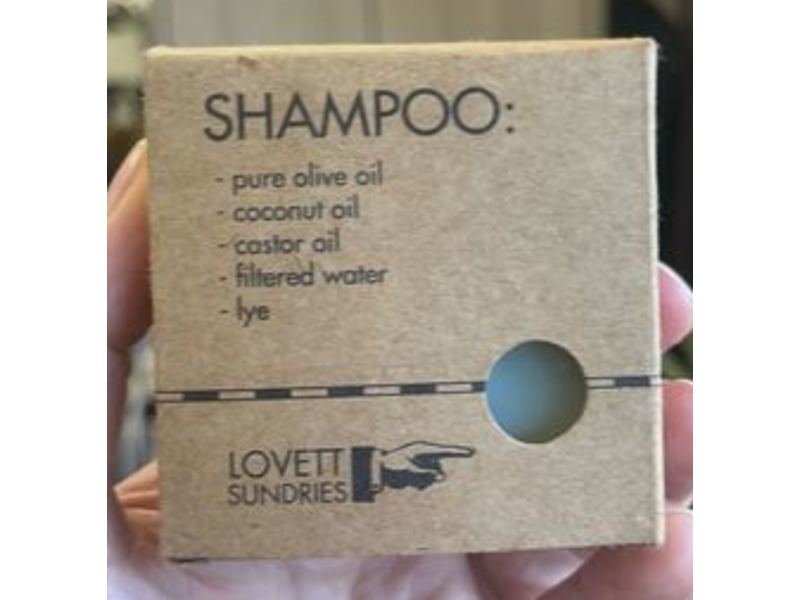 SHAMPOO:
- pure olive oil
- coconut oil
- castor oil
- filtered water
- lye
LOVETT
SUNDRIES